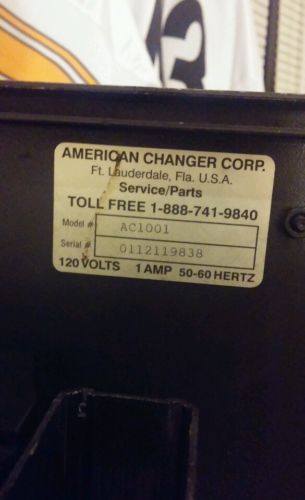 AMERICAN CHANGER CORP.
Ft. Lauderdale, Fla. U.S.A.
Service/Parts
TOLL FREE 1-888-741-9840
Model # AC1001
Serial # 0112119838
120 VOLTS 1 AMP 50-60 HERTZ